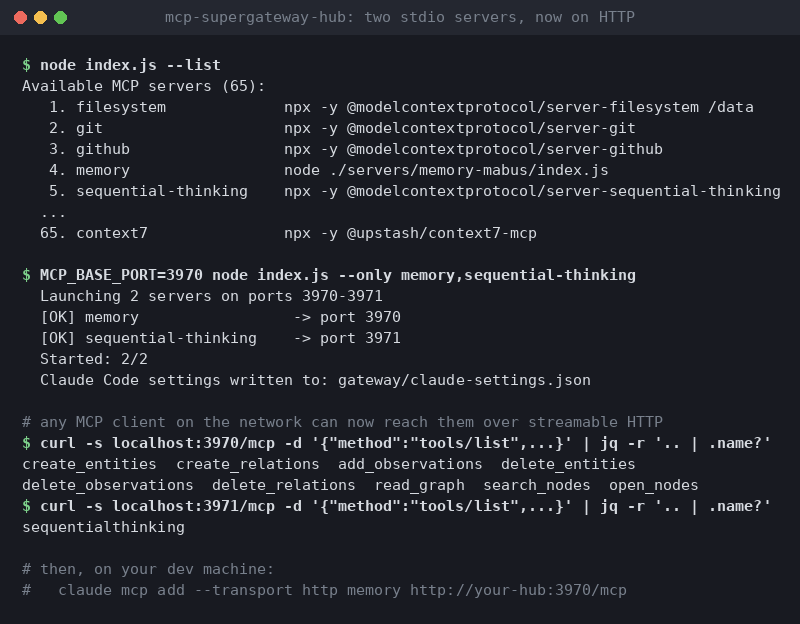 mcp-supergateway-hub: two stdio servers, now on HTTP
$ node index.js --list
Available MCP servers (65):
   1. filesystem             npx -y @modelcontextprotocol/server-filesystem /data
   2. git                    npx -y @modelcontextprotocol/server-git
   3. github                 npx -y @modelcontextprotocol/server-github
   4. memory                 node ./servers/memory-mabus/index.js
   5. sequential-thinking    npx -y @modelcontextprotocol/server-sequential-thinking
  ...
  65. context7               npx -y @upstash/context7-mcp
$ MCP_BASE_PORT=3970 node index.js --only memory,sequential-thinking
  Launching 2 servers on ports 3970-3971
  [OK] memory                 -> port 3970
  [OK] sequential-thinking    -> port 3971
  Started: 2/2
  Claude Code settings written to: gateway/claude-settings.json
# any MCP client on the network can now reach them over streamable HTTP
$ curl -s localhost:3970/mcp -d '{"method":"tools/list",...}' | jq -r '.. | .name?'
create_entities  create_relations  add_observations  delete_entities
delete_observations  delete_relations  read_graph  search_nodes  open_nodes
$ curl -s localhost:3971/mcp -d '{"method":"tools/list",...}' | jq -r '.. | .name?'
sequentialthinking
# then, on your dev machine:
#   claude mcp add --transport http memory http://your-hub:3970/mcp